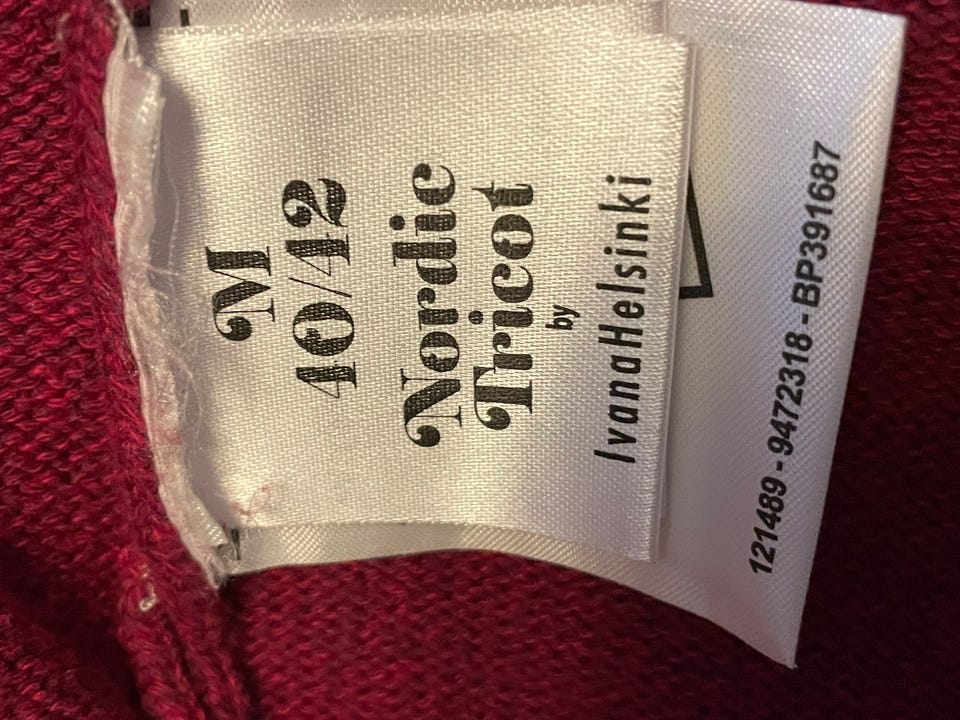 M
40/42
Nordic
Tricot
by
IvanaHelsinki
121489 - 9472318 - BP391687